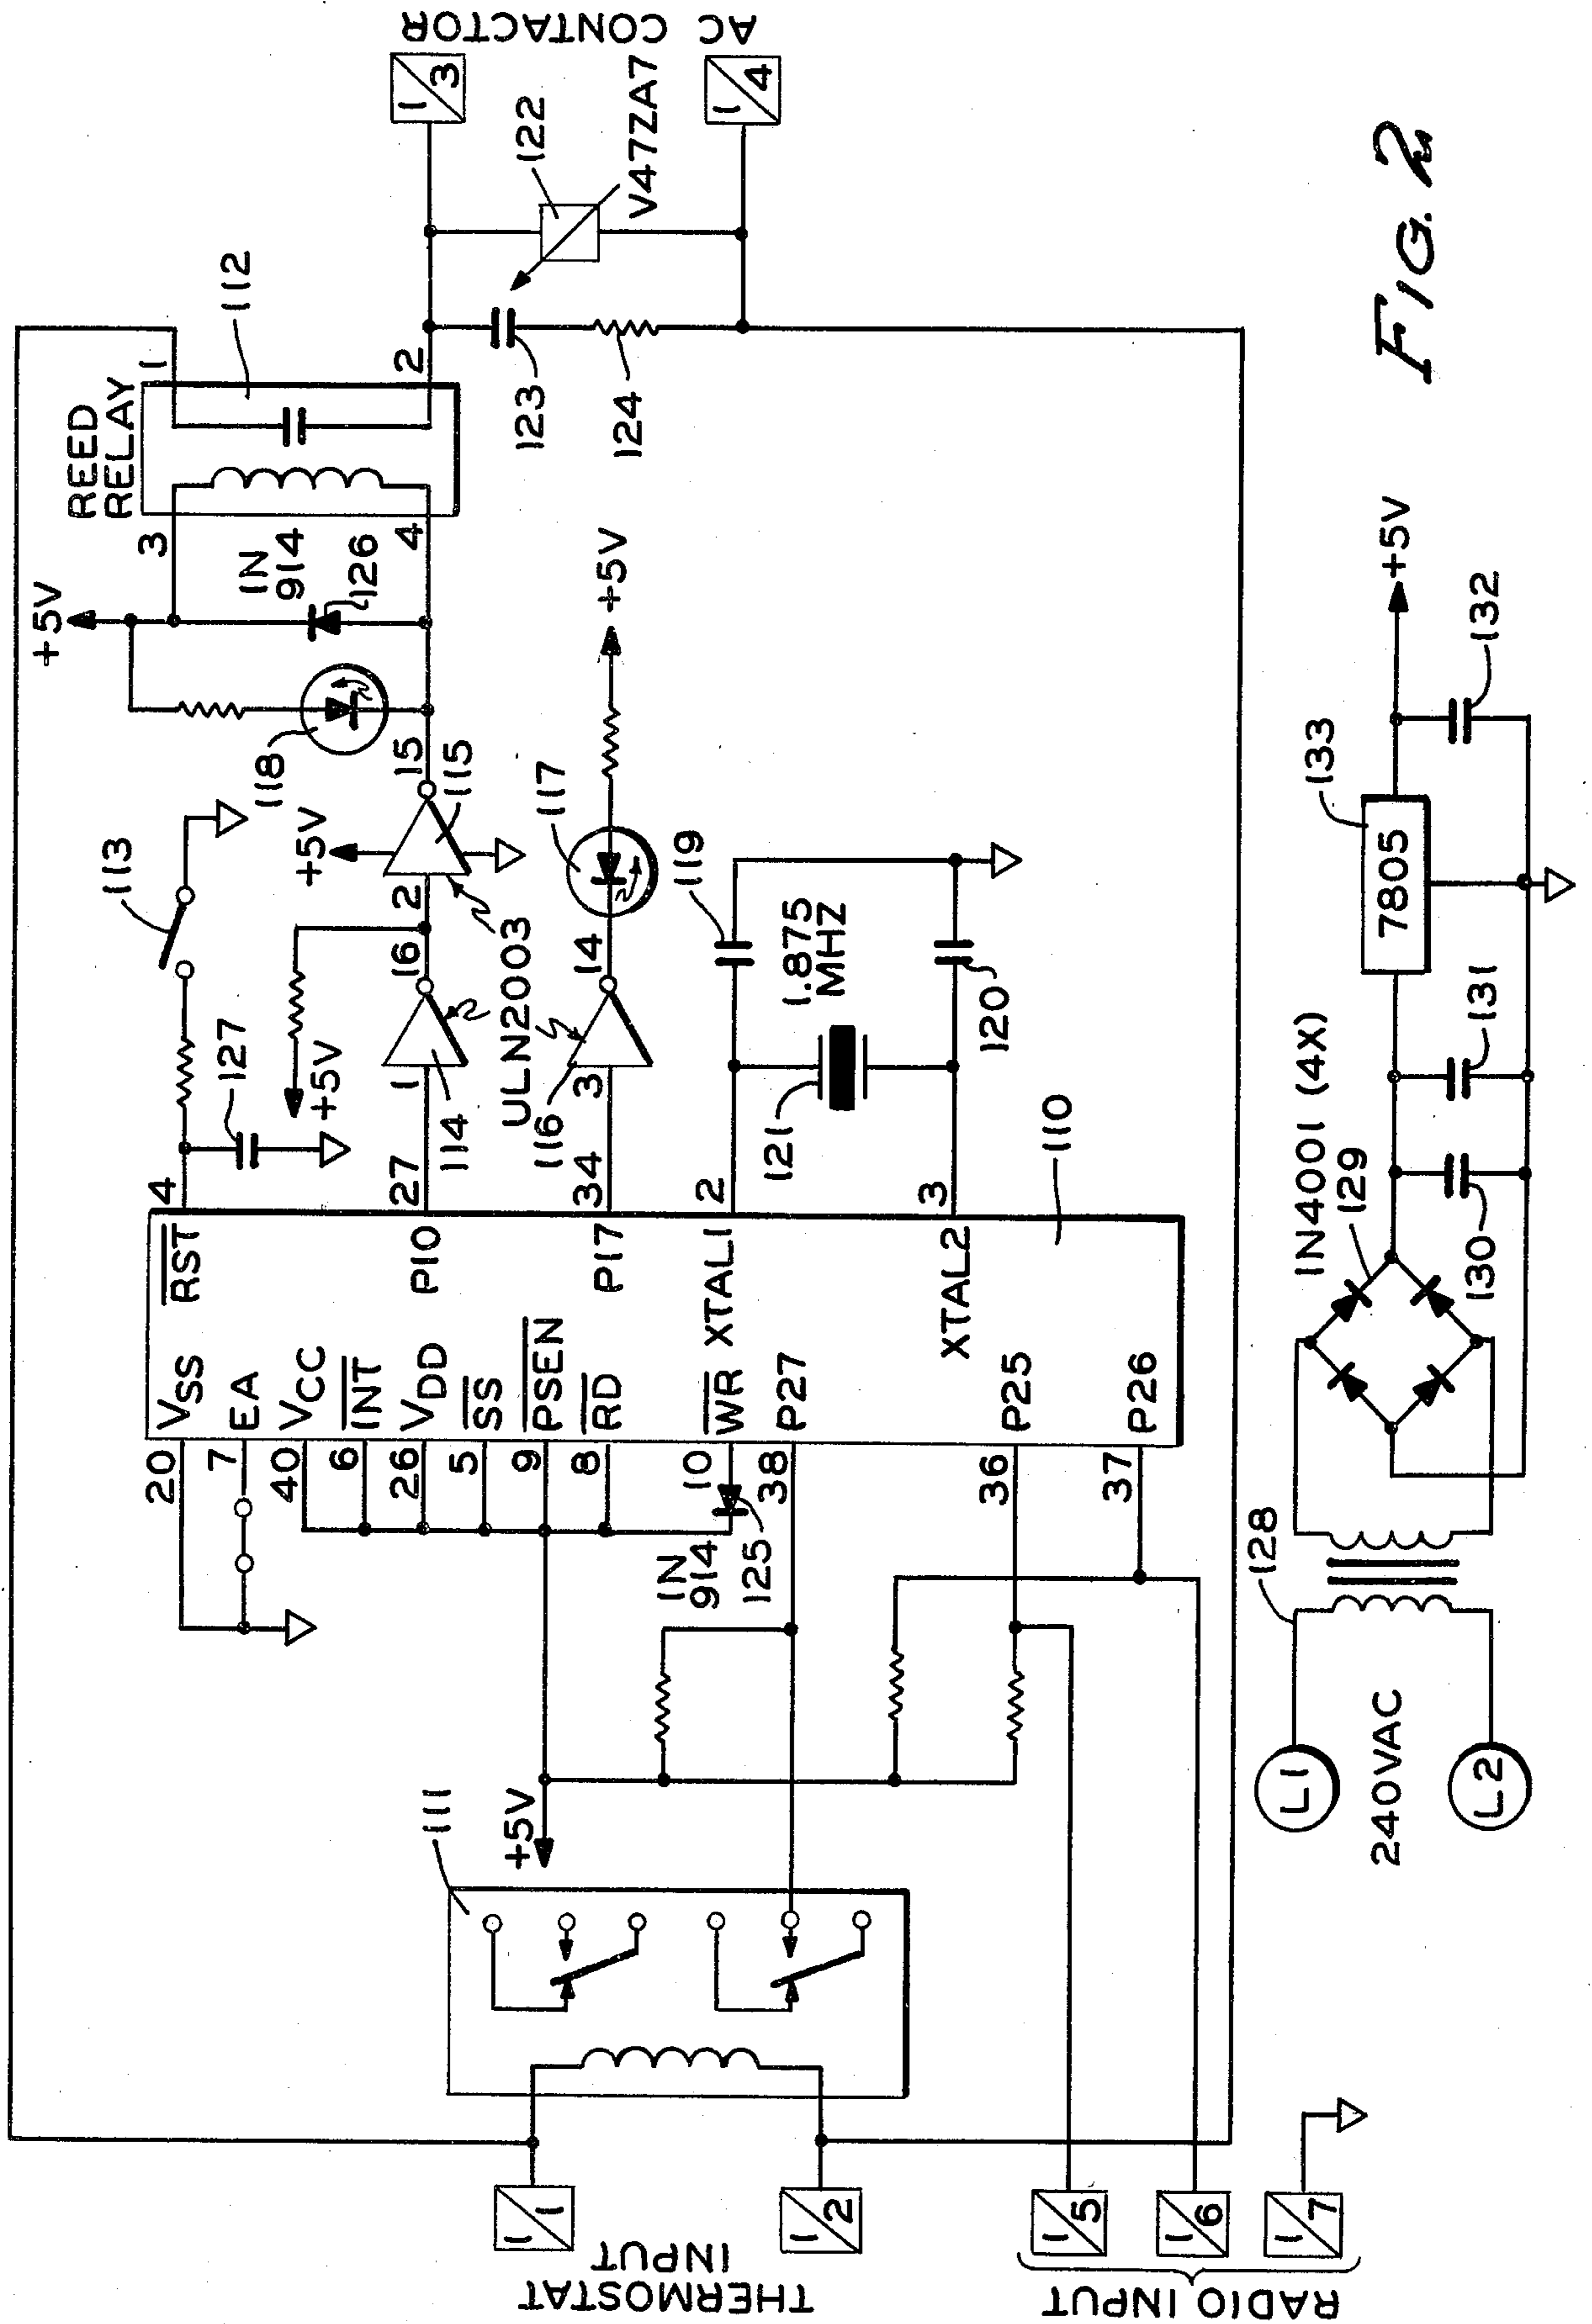 THERMOSTAT
INPUT
1/1
1/2
RADIO INPUT
1/5
1/6
1/7
111
+5V
20
VSS
7
EA
40
VCC
6
INT
26
VDD
5
SS
9
PSEN
8
RD
10
WR
38
P27
36
P25
37
P26
1N
914
125
RST
4
P10
27
P17
34
XTAL1
2
XTAL2
3
110
127
113
+5V
1
114
16
ULN2003
116
3
14
2
+5V
15
115
118
117
+5V
121
1.875
MHZ
119
120
+5V
1N
914
126
REED
RELAY
3
4
1
2
112
123
124
122
V47ZA7
1/3
1/4
AC CONTACTOR
L1
L2
240VAC
128
1N4001 (4X)
129
130
131
7805
133
132
+5V
FIG. 2